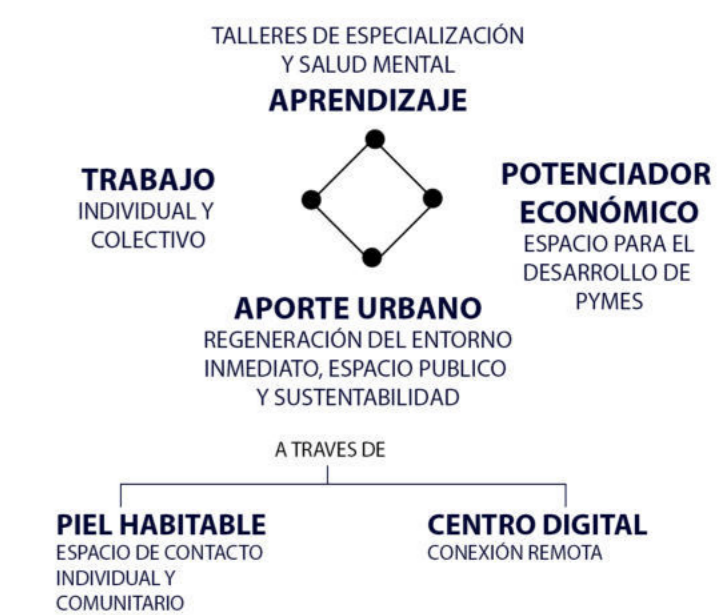 TALLERES DE ESPECIALIZACIÓN
Y SALUD MENTAL
APRENDIZAJE
TRABAJO
INDIVIDUAL Y
COLECTIVO
POTENCIADOR
ECONÓMICO
ESPACIO PARA EL
DESARROLLO DE
PYMES
APORTE URBANO
REGENERACIÓN DEL ENTORNO
INMEDIATO, ESPACIO PUBLICO
Y SUSTENTABILIDAD
A TRAVES DE
PIEL HABITABLE
ESPACIO DE CONTACTO
INDIVIDUAL Y
COMUNITARIO
CENTRO DIGITAL
CONEXIÓN REMOTA